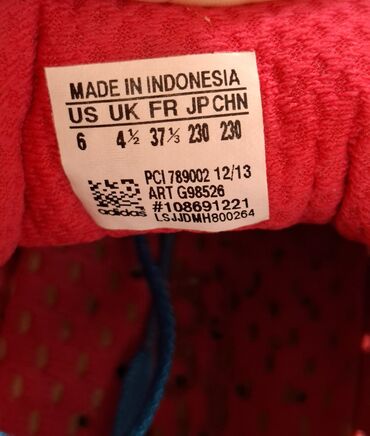 MADE IN INDONESIA
US UK FR JP CHN
6 4½ 37⅓ 230 230
PCI 789002 12/13
ART G98526
#108691221
adidas LSJJDMH800264